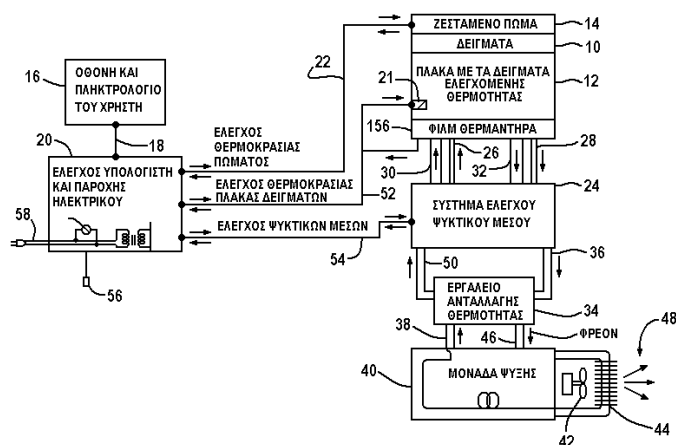 ΖΕΣΤΑΜΕΝΟ ΠΩΜΑ
14
ΔΕΙΓΜΑΤΑ
10
22
16
ΟΘΟΝΗ ΚΑΙ
ΠΛΗΚΤΡΟΛΟΓΙΟ
ΤΟΥ ΧΡΗΣΤΗ
ΠΛΑΚΑ ΜΕ ΤΑ ΔΕΙΓΜΑΤΑ
ΕΛΕΓΧΟΜΕΝΗΣ
ΘΕΡΜΟΤΗΤΑΣ
12
21
156
ΦΙΛΜ ΘΕΡΜΑΝΤΗΡΑ
18
20
ΕΛΕΓΧΟΣ
ΘΕΡΜΟΚΡΑΣΙΑΣ
ΠΩΜΑΤΟΣ
30
26
32
28
ΕΛΕΓΧΟΣ ΥΠΟΛΟΓΙΣΤΗ
ΚΑΙ ΠΑΡΟΧΗΣ
ΗΛΕΚΤΡΙΚΟΥ
ΕΛΕΓΧΟΣ ΘΕΡΜΟΚΡΑΣΙΑΣ
ΠΛΑΚΑΣ ΔΕΙΓΜΑΤΩΝ
52
24
ΣΥΣΤΗΜΑ ΕΛΕΓΧΟΥ
ΨΥΚΤΙΚΟΥ ΜΕΣΟΥ
58
ΕΛΕΓΧΟΣ ΨΥΚΤΙΚΩΝ ΜΕΣΩΝ
54
56
50
36
ΕΡΓΑΛΕΙΟ
ΑΝΤΑΛΛΑΓΗΣ
ΘΕΡΜΟΤΗΤΑΣ
34
38
46
ΦΡΕΟΝ
48
40
ΜΟΝΑΔΑ ΨΥΞΗΣ
42
44